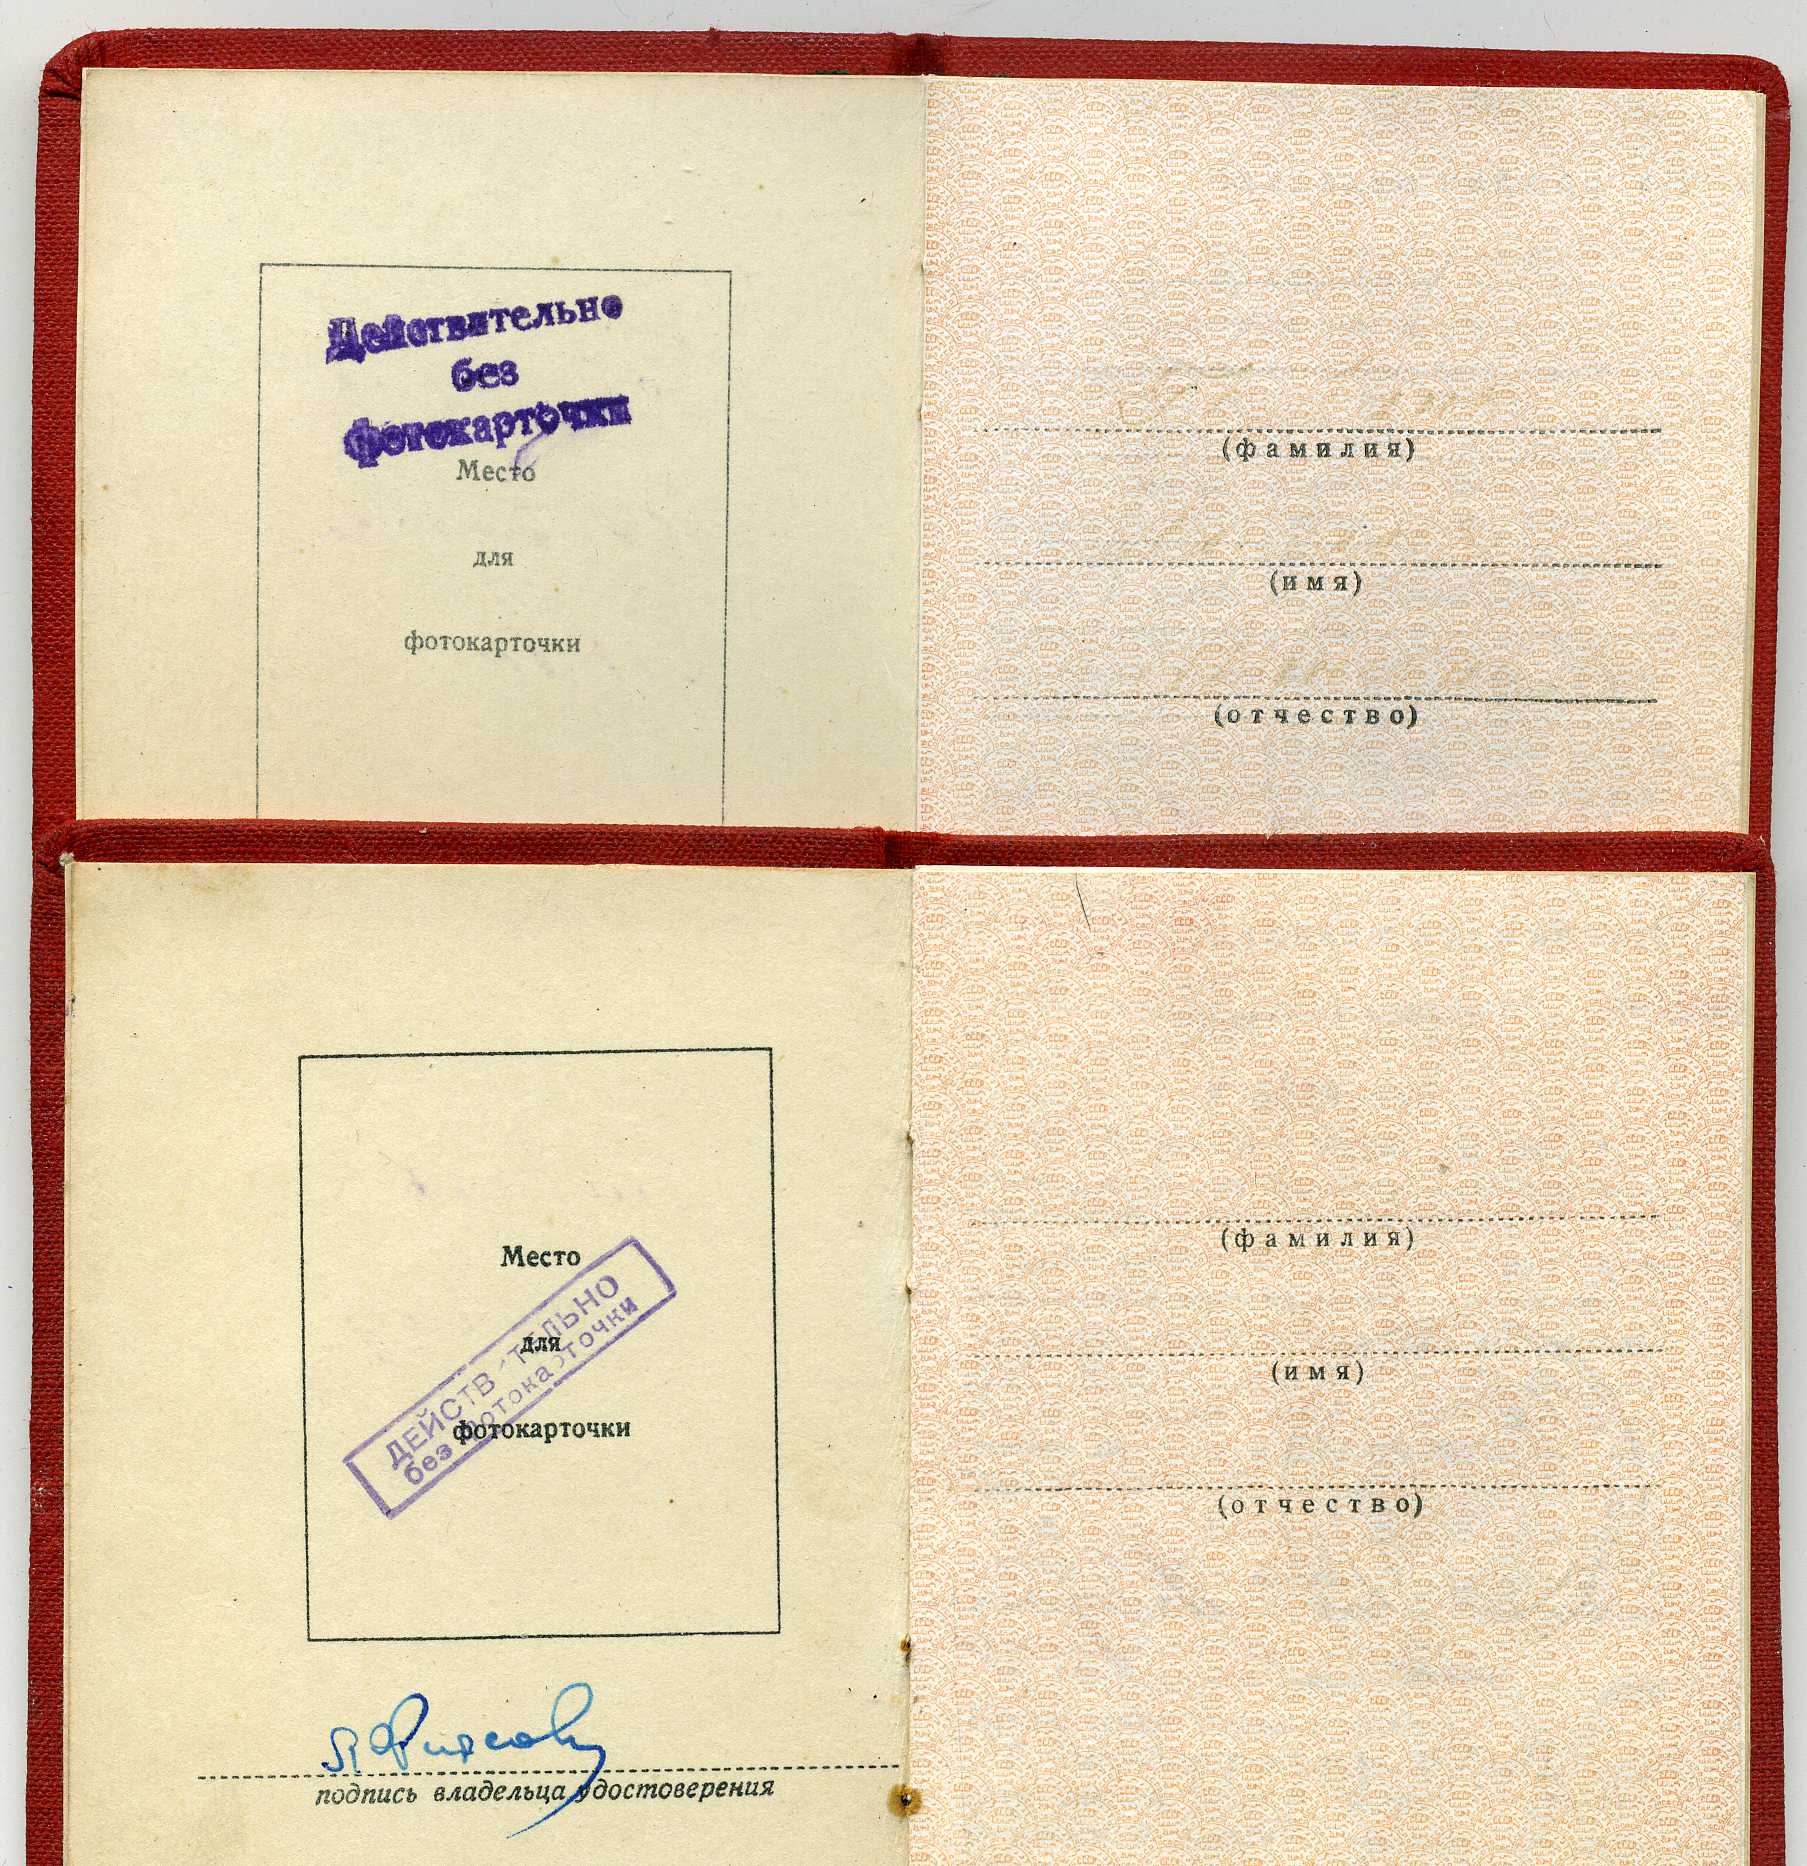 Действительно
без
фотокарточки
Место
для
фотокарточки
(фамилия)
(имя)
(отчество)
Место
для
фотокарточки
ДЕЙСТВИТЕЛЬНО
без фотокарточки
подпись владельца удостоверения
(фамилия)
(имя)
(отчество)